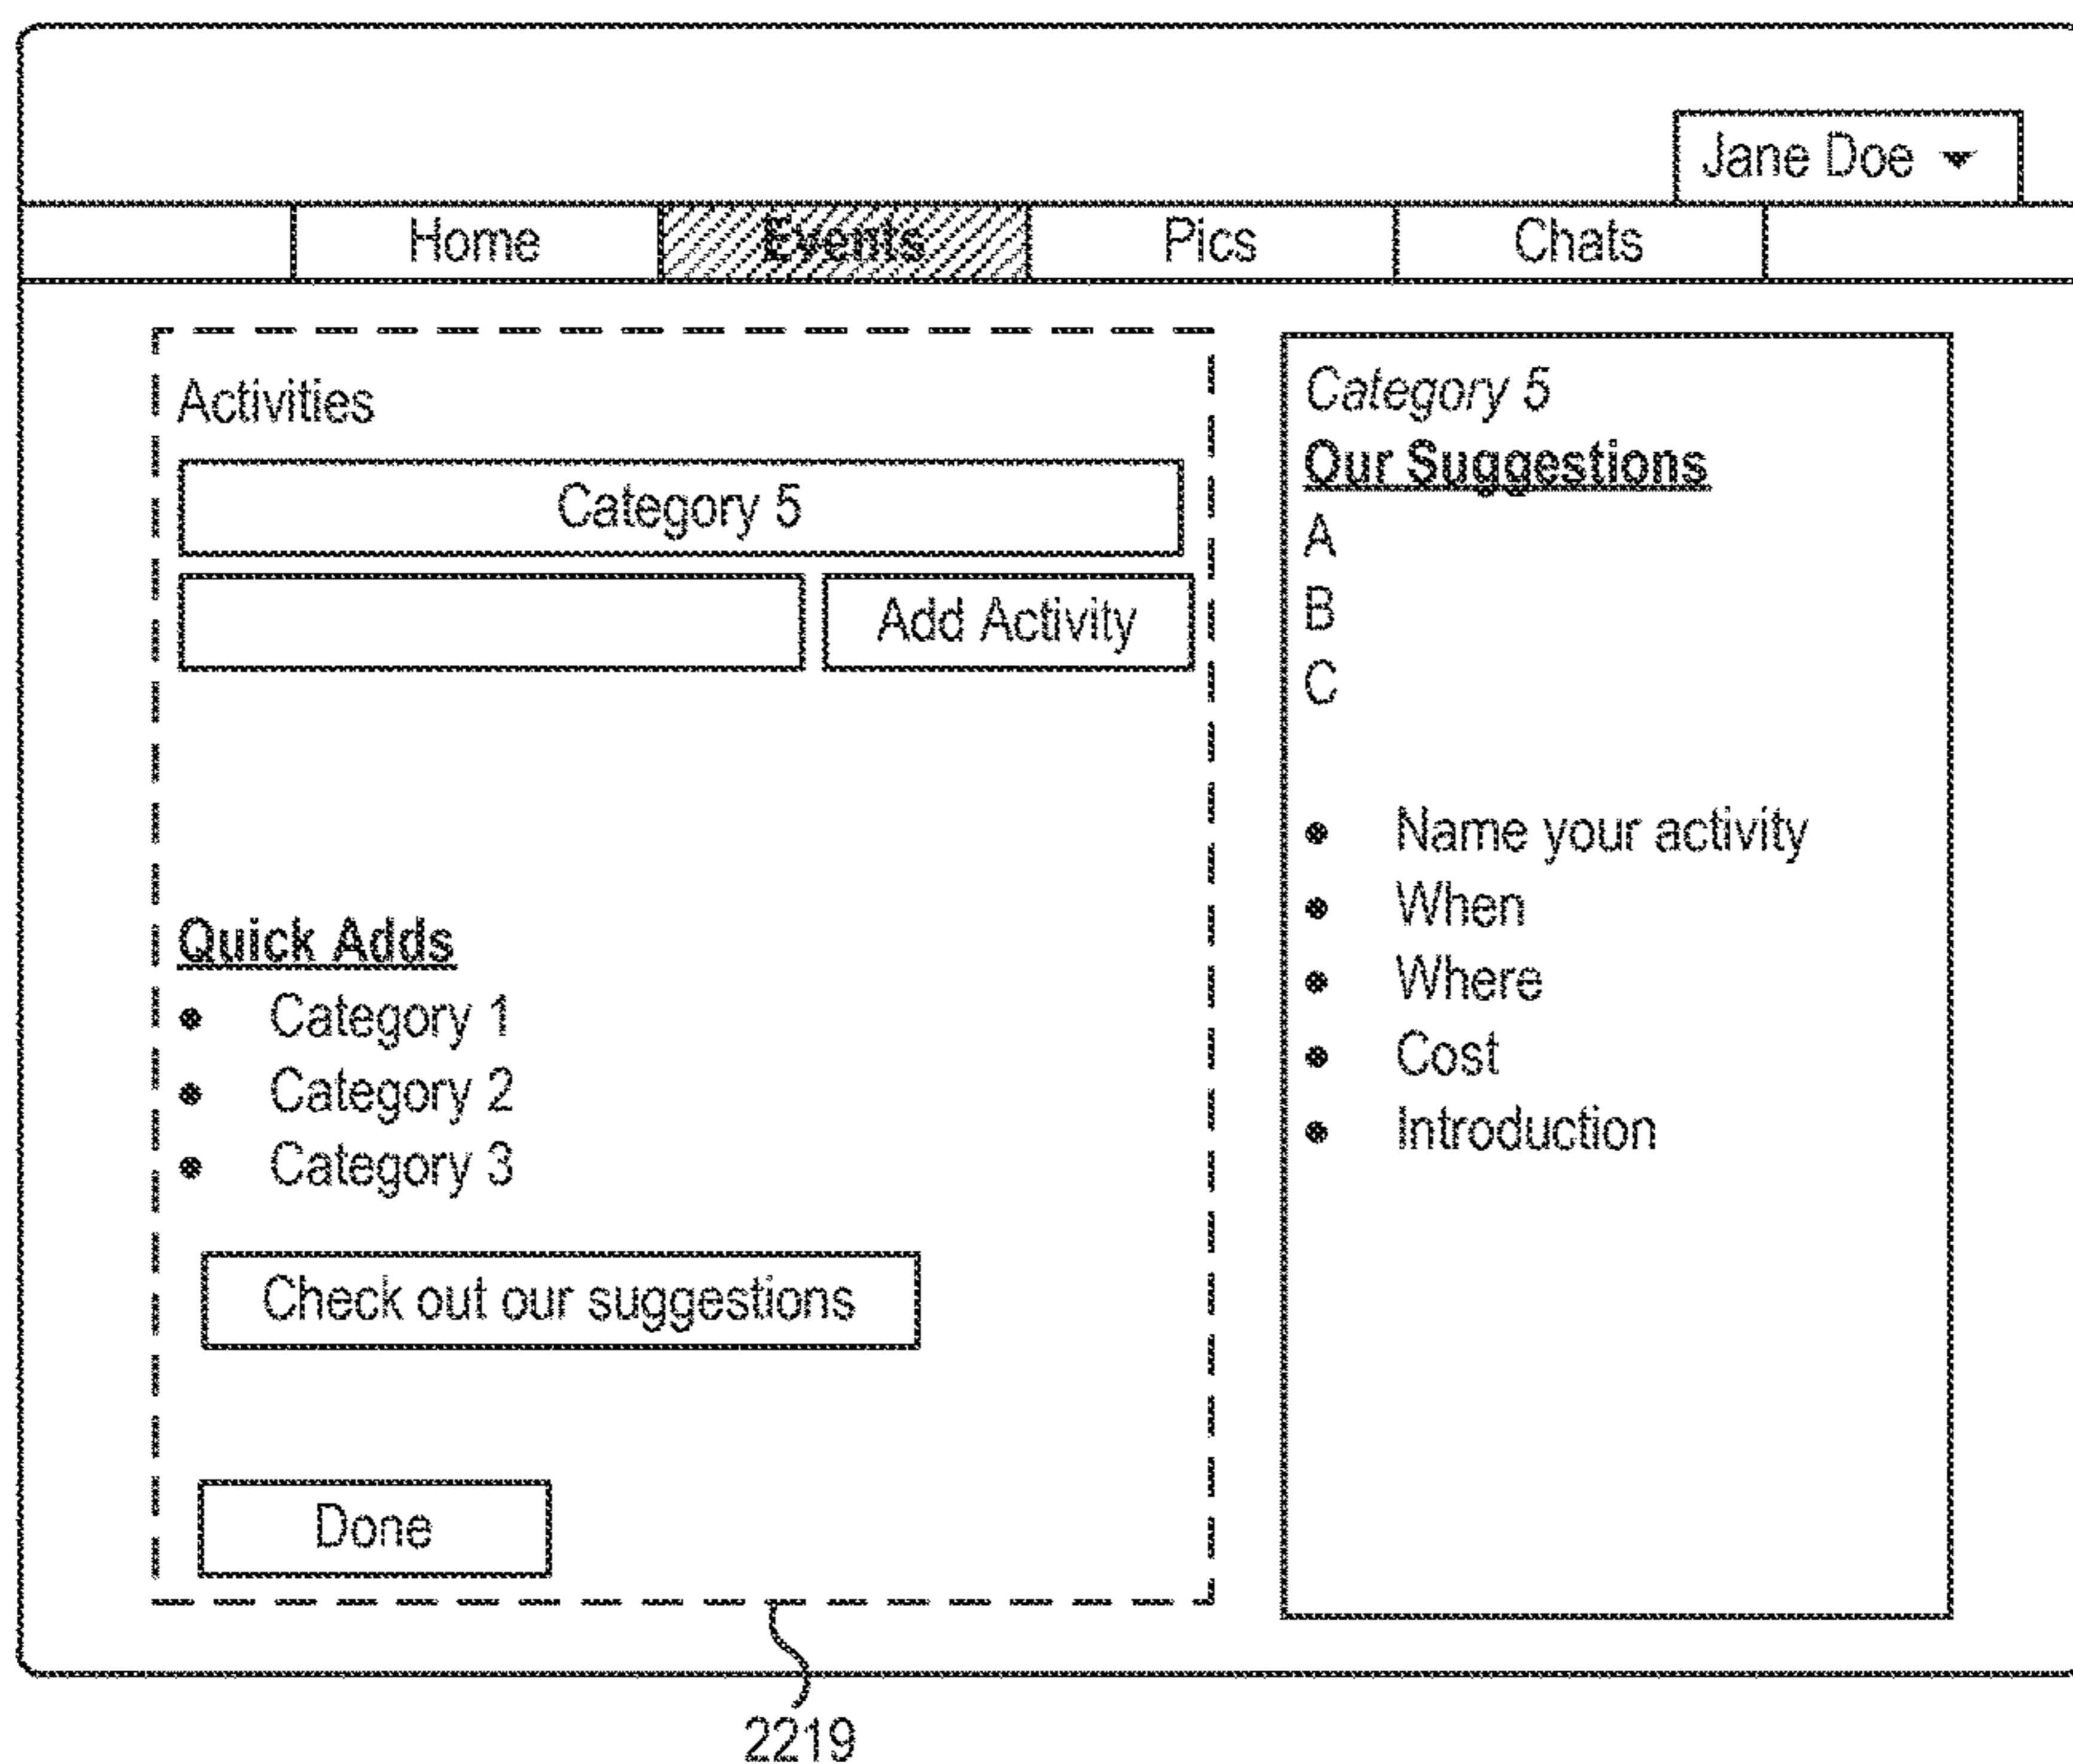 Jane Doe
Home Events Pics Chats
Activities
Category 5
Add Activity
Quick Adds
• Category 1
• Category 2
• Category 3
Check out our suggestions
Done
Category 5
Our Suggestions
A
B
C
• Name your activity
• When
• Where
• Cost
• Introduction
2219